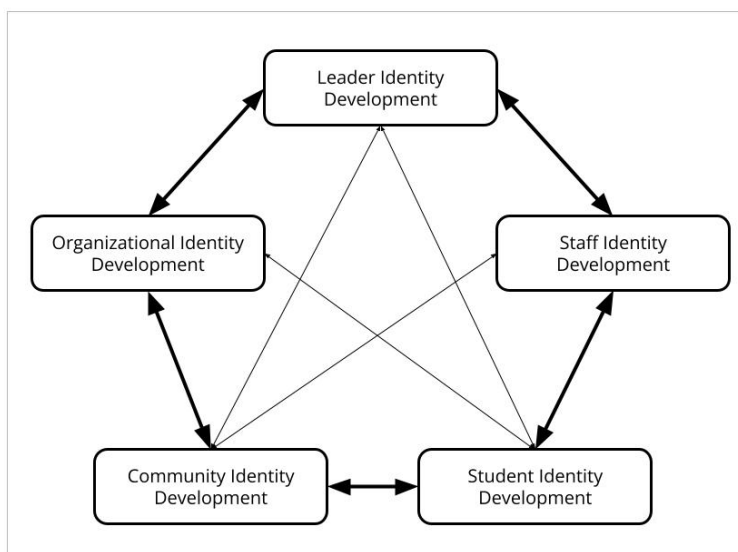 Leader Identity
Development
Organizational Identity
Development
Staff Identity
Development
Community Identity
Development
Student Identity
Development